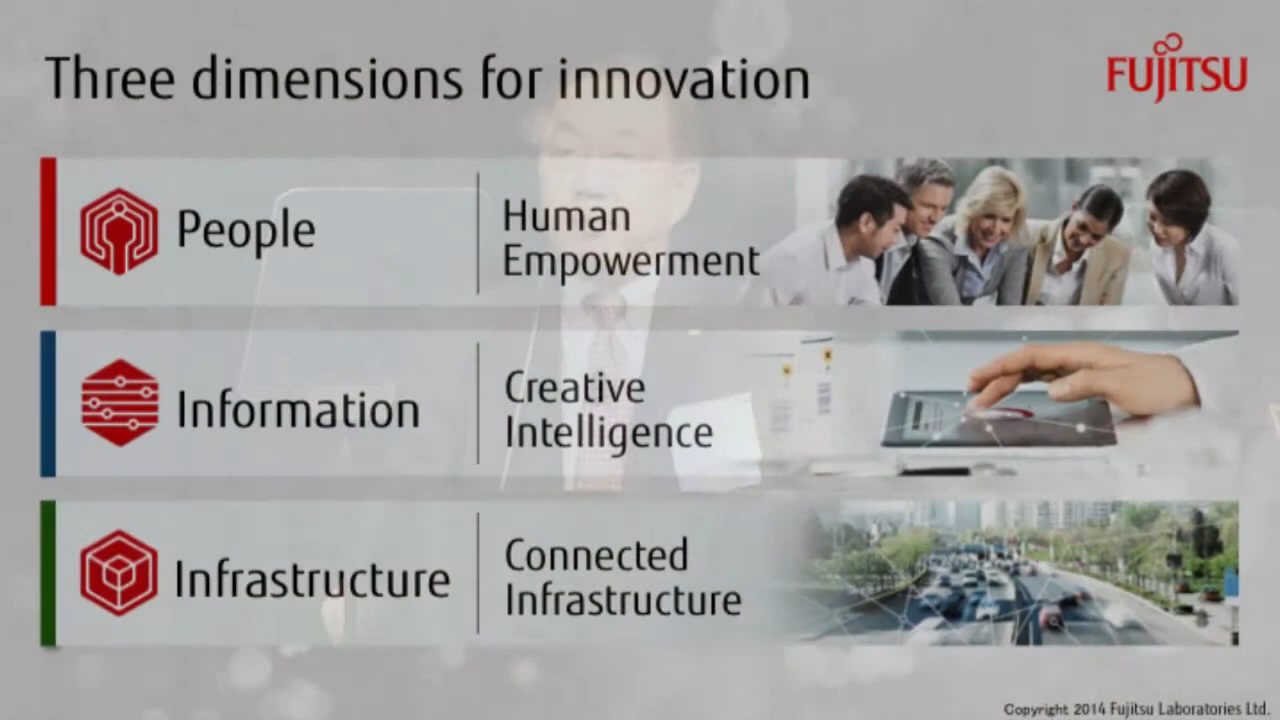 Three dimensions for innovation
FUJITSU
People
Human
Empowerment
Information
Creative
Intelligence
Infrastructure
Connected
Infrastructure
Copyright 2014 Fujitsu Laboratories Ltd.